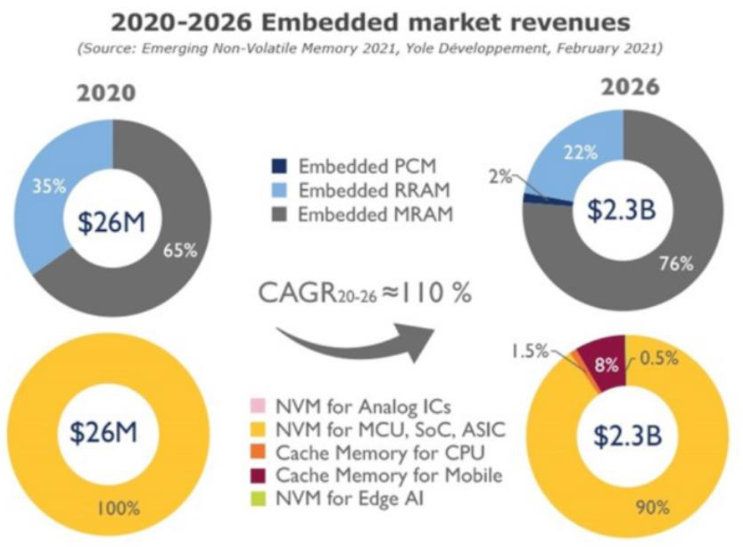 2020-2026 Embedded market revenues
(Source: Emerging Non-Volatile Memory 2021, Yole Développement, February 2021)
2020
2026
35%
$26M
65%
Embedded PCM
Embedded RRAM
Embedded MRAM
22%
2%
$2.3B
76%
CAGR20-26 ≈110 %
$26M
100%
NVM for Analog ICs
NVM for MCU, SoC, ASIC
Cache Memory for CPU
Cache Memory for Mobile
NVM for Edge AI
1.5%
8%
0.5%
$2.3B
90%